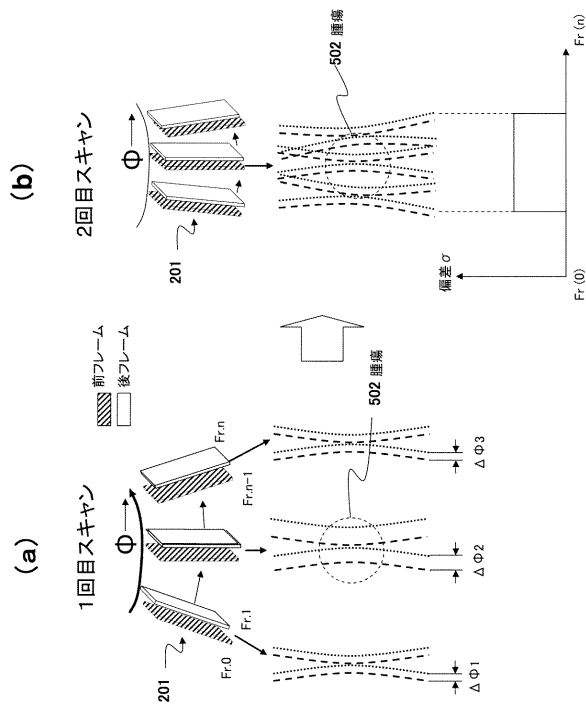 (a)
1回目スキャン
Φ
前フレーム
後フレーム
201
Fr.0
Fr.1
Fr.n-1
Fr.n
502 腫瘍
ΔΦ1
ΔΦ2
ΔΦ3
(b)
2回目スキャン
Φ
201
502 腫瘍
偏差σ
Fr(0)
Fr(n)